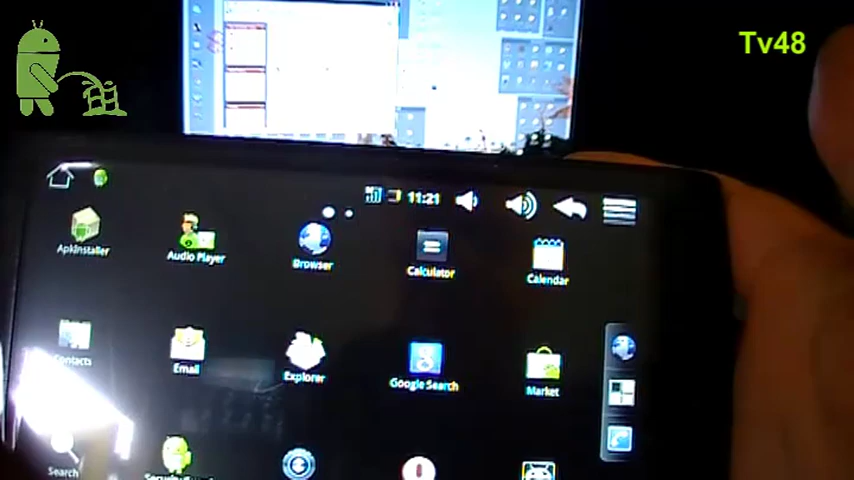 Tv48
11:21
ApkInstaller
Audio Player
Browser
Calculator
Calendar
Contacts
Email
Explorer
Google Search
Market
Search